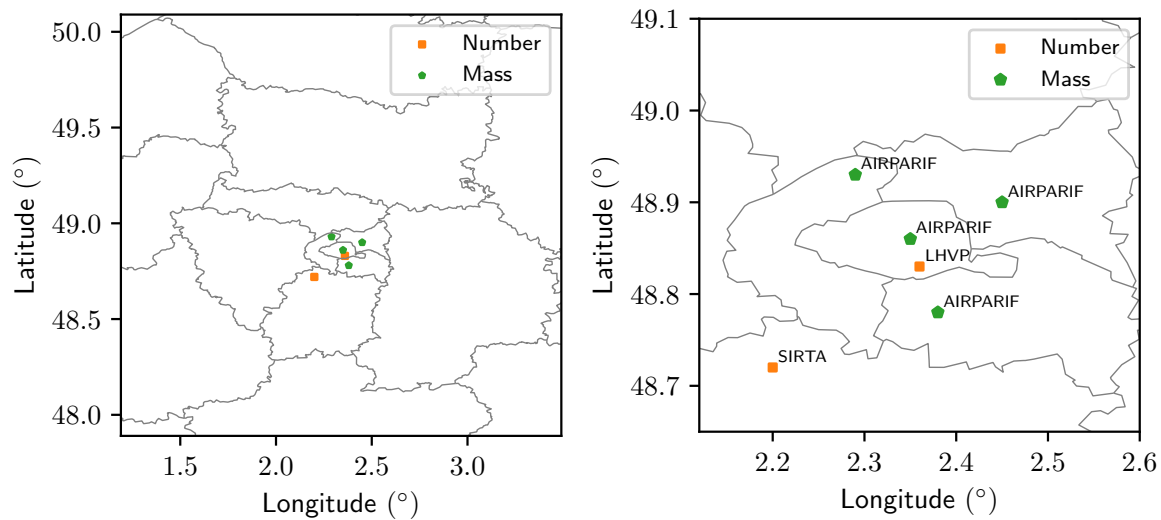 50.0
49.5
49.0
48.5
48.0
Latitude (°)
1.5 2.0 2.5 3.0
Longitude (°)
Number
Mass
49.1
49.0
48.9
48.8
48.7
Latitude (°)
2.2 2.3 2.4 2.5 2.6
Longitude (°)
Number
Mass
AIRPARIF
AIRPARIF
AIRPARIF
LHVP
AIRPARIF
SIRTA